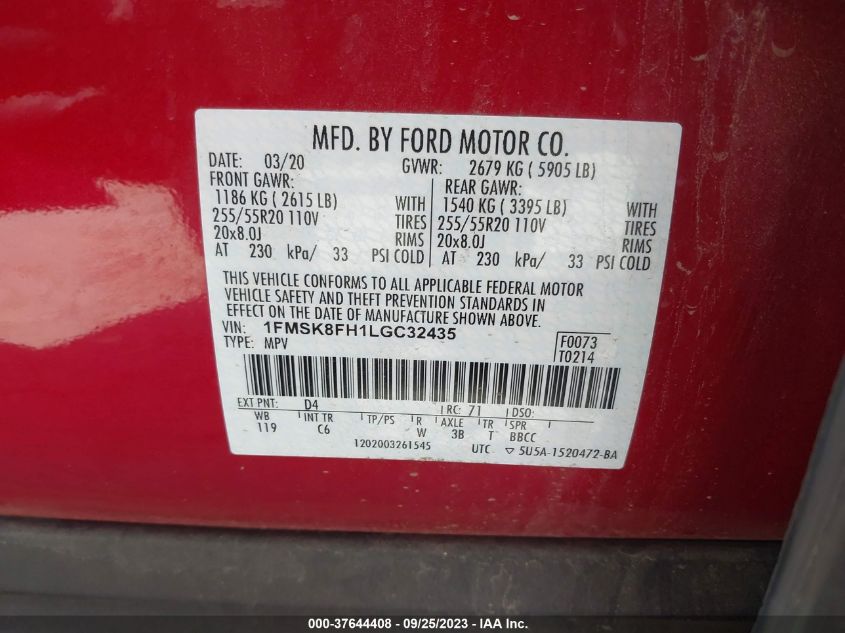 MFD. BY FORD MOTOR CO.
DATE: 03/20 GVWR: 2679 KG ( 5905 LB)
FRONT GAWR: REAR GAWR:
1186 KG ( 2615 LB) WITH 1540 KG ( 3395 LB) WITH
255/55R20 110V TIRES 255/55R20 110V TIRES
20x8.0J RIMS 20x8.0J RIMS
AT 230 kPa/ 33 PSI COLD AT 230 kPa/ 33 PSI COLD
THIS VEHICLE CONFORMS TO ALL APPLICABLE FEDERAL MOTOR
VEHICLE SAFETY AND THEFT PREVENTION STANDARDS IN
EFFECT ON THE DATE OF MANUFACTURE SHOWN ABOVE.
VIN: 1FMSK8FH1LGC32435 F0073
TYPE: MPV T0214
EXT PNT: D4 RC: 71 DSO:
WB INT TR TP/PS R AXLE TR SPR
119 C6 W 3B T BBCC
1202003261545 UTC ▽ 5U5A-1520472-BA
000-37644408 - 09/25/2023 - IAA Inc.